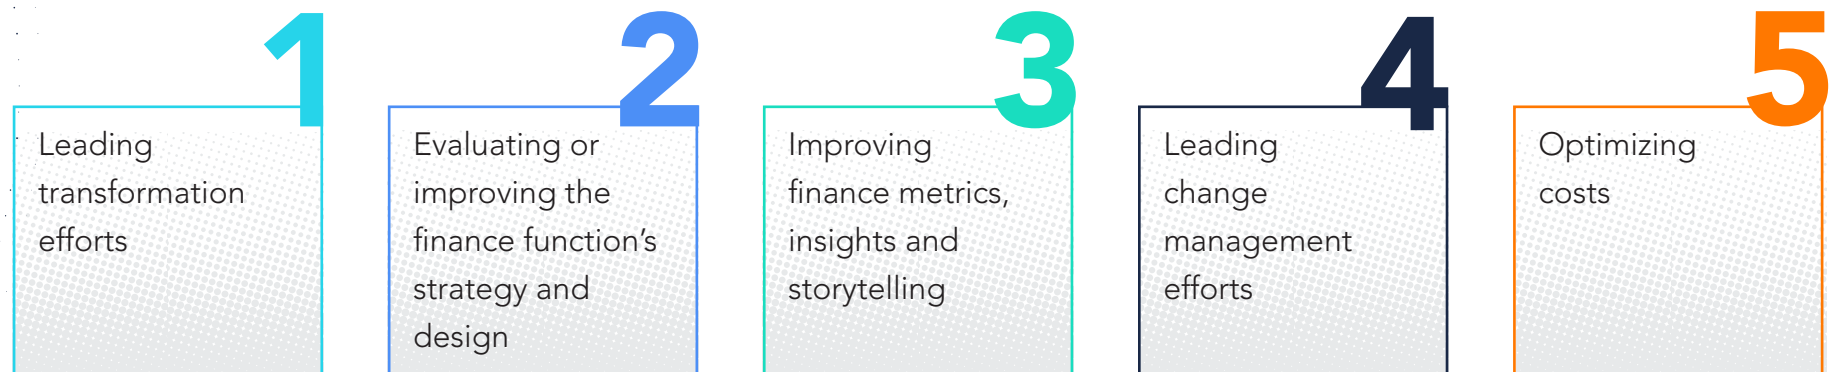 1
Leading
transformation
efforts
2
Evaluating or
improving the
finance function’s
strategy and
design
3
Improving
finance metrics,
insights and
storytelling
4
Leading
change
management
efforts
5
Optimizing
costs